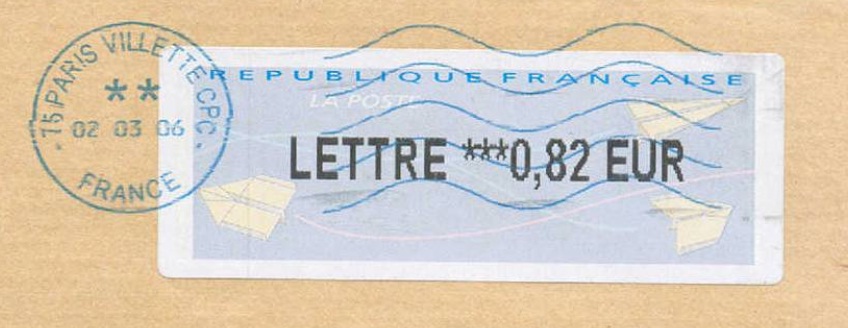 75 PARIS VILLETTE CPC
**
02 03 06
FRANCE
REPUBLIQUE FRANÇAISE
LA POSTE
LETTRE ***0,82 EUR